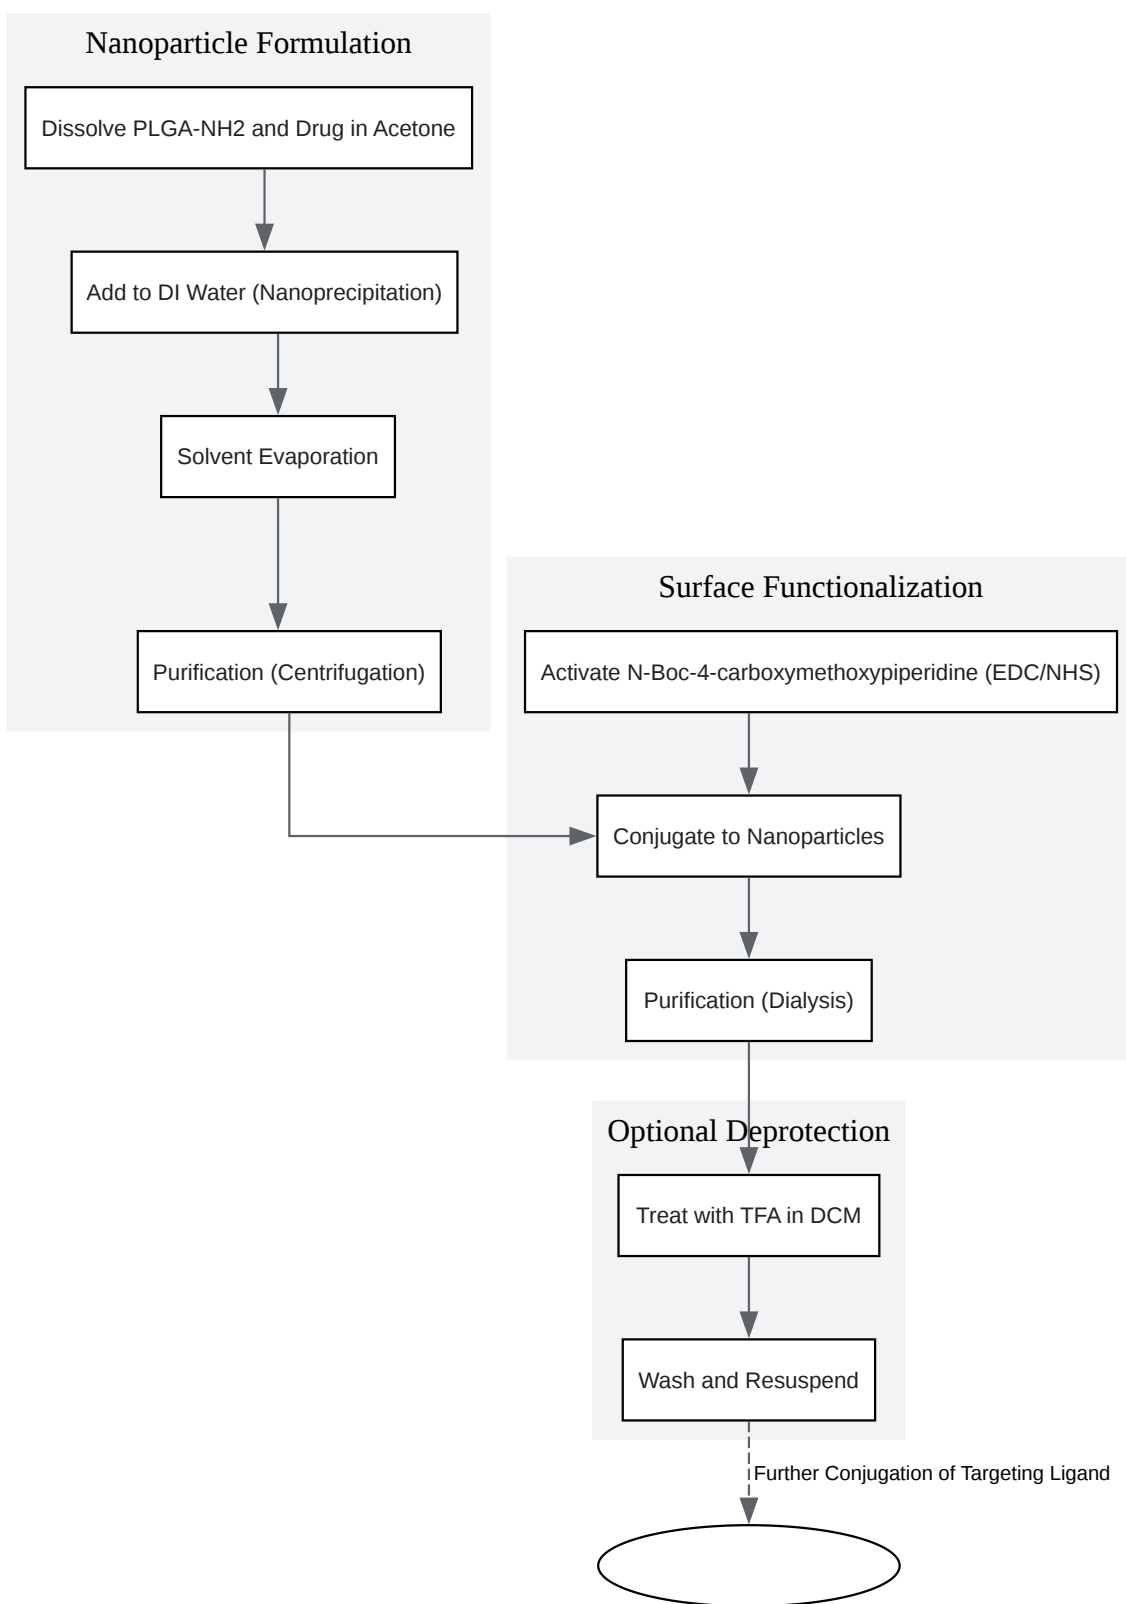 Nanoparticle Formulation
Dissolve PLGA-NH2 and Drug in Acetone
Add to DI Water (Nanoprecipitation)
Solvent Evaporation
Purification (Centrifugation)
Surface Functionalization
Activate N-Boc-4-carboxymethoxypiperidine (EDC/NHS)
Conjugate to Nanoparticles
Purification (Dialysis)
Optional Deprotection
Treat with TFA in DCM
Wash and Resuspend
Further Conjugation of Targeting Ligand